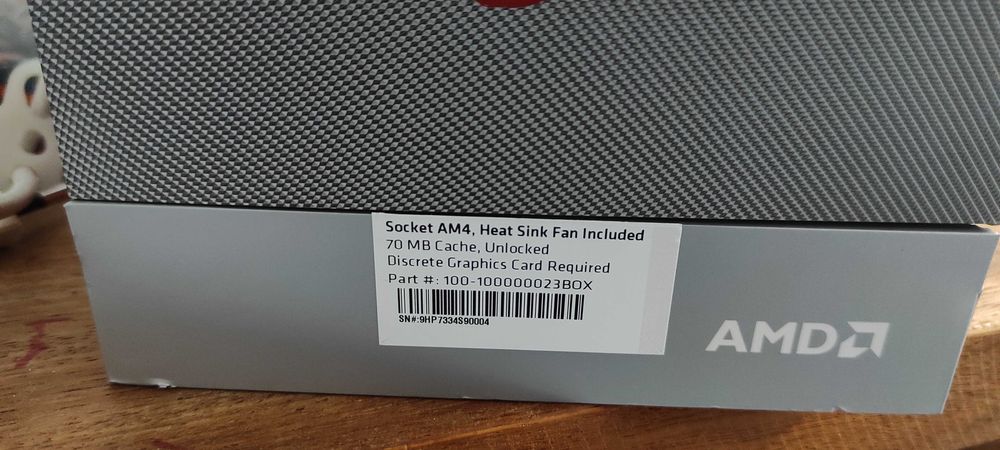 Socket AM4, Heat Sink Fan Included
70 MB Cache, Unlocked
Discrete Graphics Card Required
Part #: 100-100000023BOX
SN#:9HP7334S90004
AMD